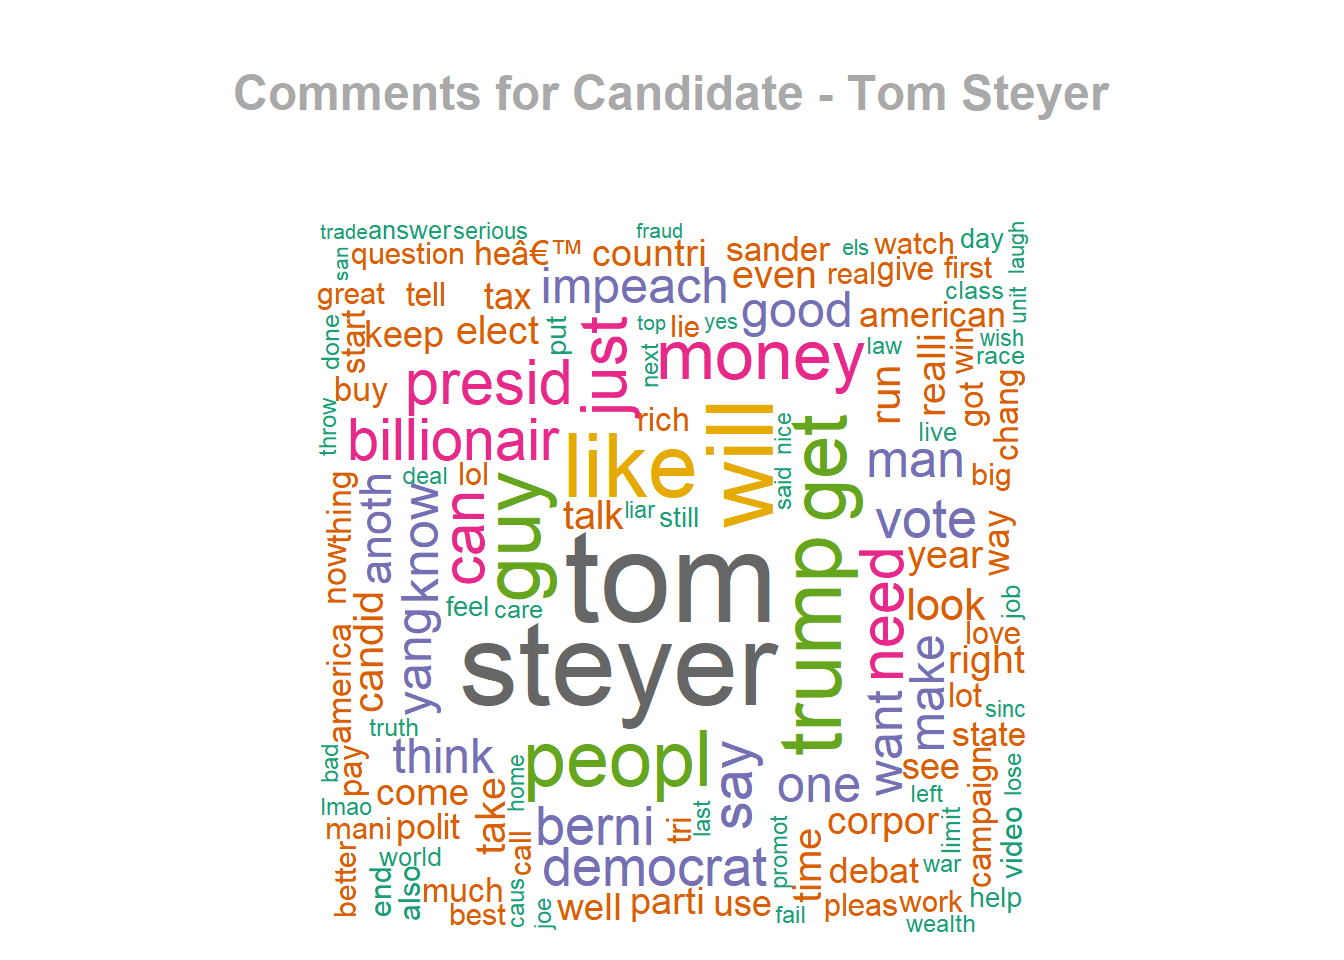 Comments for Candidate - Tom Steyer
trade answer serious fraud els watch day laugh
san question heâ€™ countri sander even real give first
great tell tax impeach good american class unit
done start keep elect put top lie yes law wish
buy presid just next money realli win race
throw billionair rich will nice get run got chang
deal lol like said live man big
now thing anoth know can guy talk liar still vote way
feel care tom trump need year look job
america candid yang steyer love right
truth want make lot sinc
bad pay think peopl say one see state
lmao come home left campaign lose
mani polit take berni tri last corpor limit video
better world call democrat promot time debat war
end also much caus well parti use pleas work help
best joe fail wealth